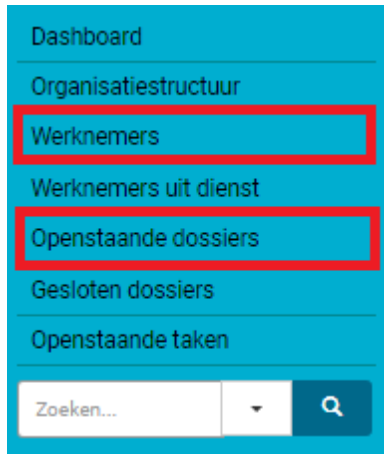 Dashboard
Organisatiestructuur
Werknemers
Werknemers uit dienst
Openstaande dossiers
Gesloten dossiers
Openstaande taken
Zoeken...